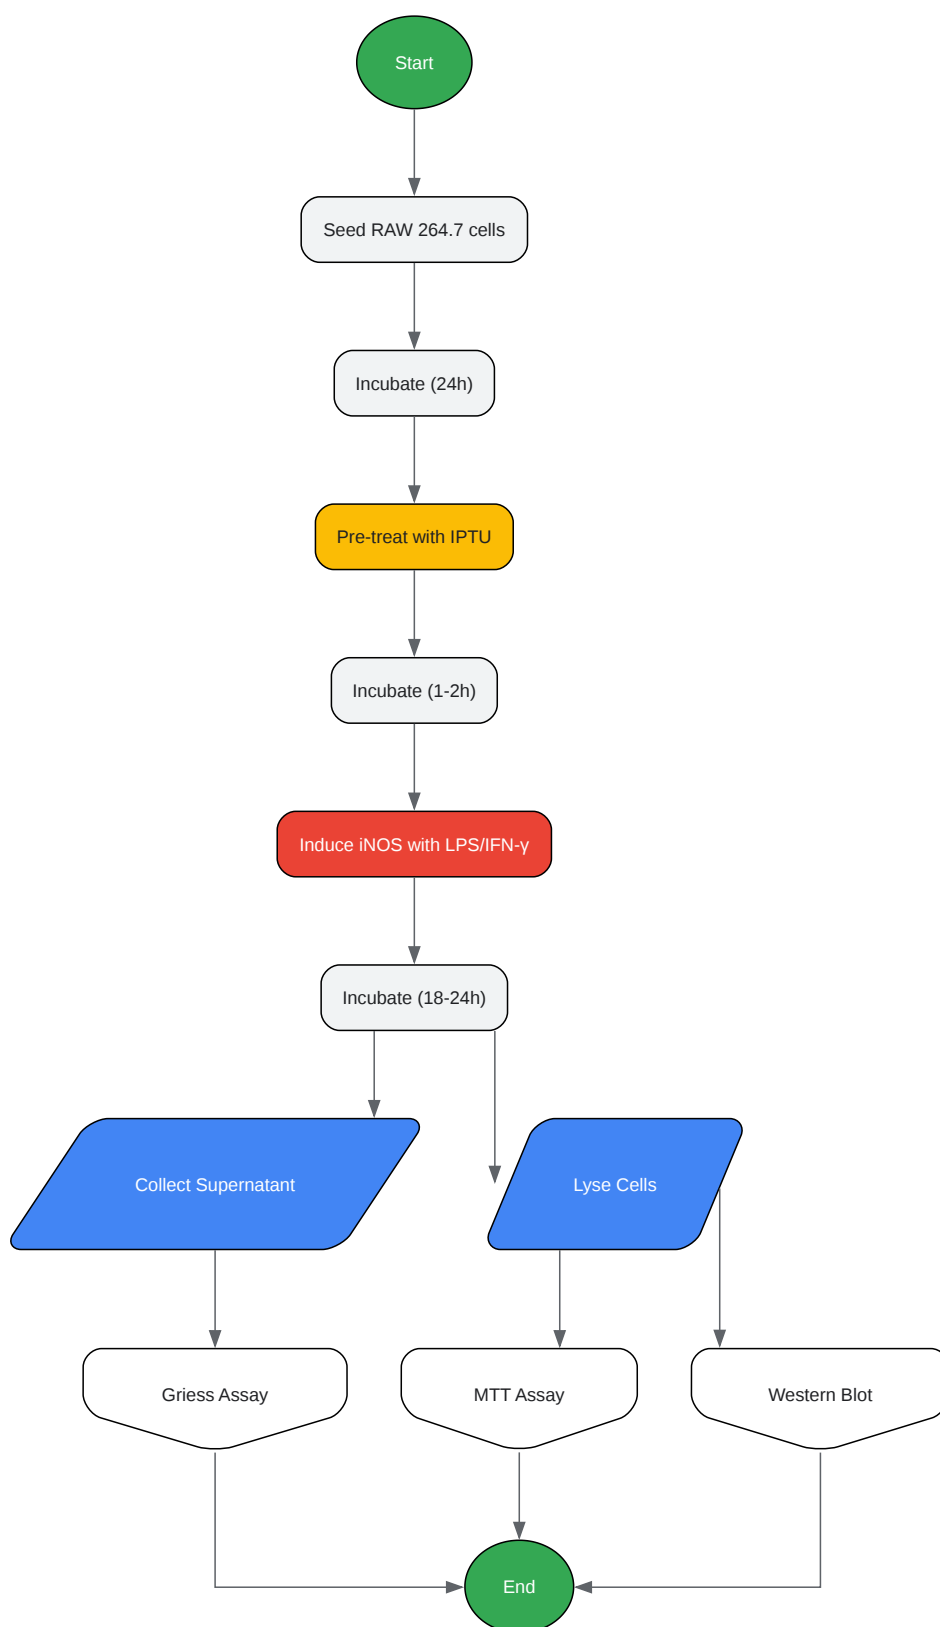 Start
Seed RAW 264.7 cells
Incubate (24h)
Pre-treat with IPTU
Incubate (1-2h)
Induce iNOS with LPS/IFN-γ
Incubate (18-24h)
Collect Supernatant
Lyse Cells
Griess Assay
MTT Assay
Western Blot
End